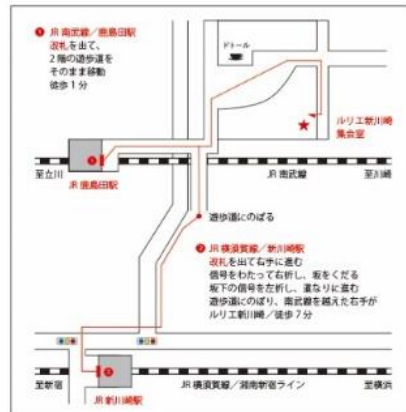 ❶ JR 南武線／鹿島田駅
改札を出て、
2階の遊歩道を
そのまま移動
徒歩1分
ドトール
ルリエ新川崎
集会室
❶
至立川
JR 鹿島田駅
JR 南武線
至川崎
遊歩道にのぼる
❷ JR 横須賀線／新川崎駅
改札を出て右手に進む
信号をわたって右折し、坂をくだる
坂下の信号を左折し、道なりに進む
遊歩道にのぼり、南武線を越えた右手が
ルリエ新川崎／徒歩7分
❷
至新宿
JR 新川崎駅
JR 横須賀線／湘南新宿ライン
至横浜